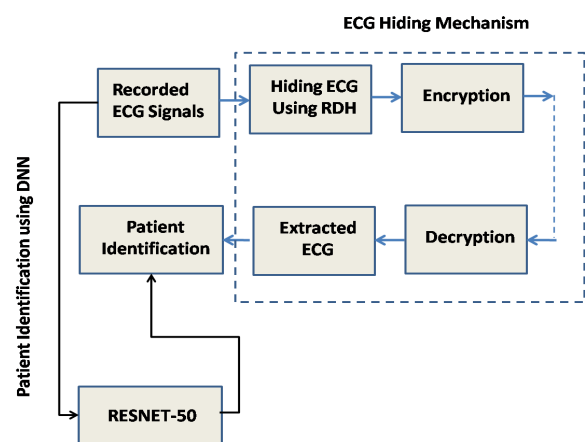 ECG Hiding Mechanism
Recorded
ECG Signals
Hiding ECG
Using RDH
Encryption
Patient Identification using DNN
Patient
Identification
Extracted
ECG
Decryption
RESNET-50